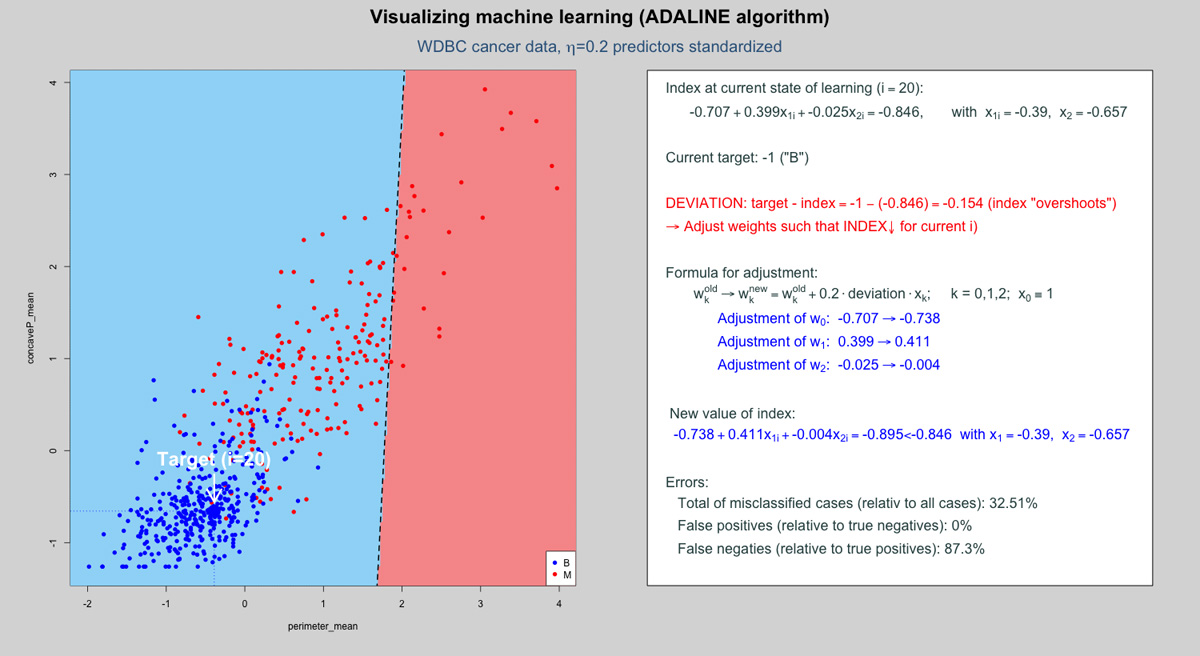 Visualizing machine learning (ADALINE algorithm)
WDBC cancer data, η=0.2 predictors standardized
4
3
2
1
0
-1
concaveP_mean
Target (i=20)
B
M
-2 -1 0 1 2 3 4
perimeter_mean
Index at current state of learning (i = 20):
-0.707 + 0.399x₁ᵢ + -0.025x₂ᵢ = -0.846, with x₁ᵢ = -0.39, x₂ = -0.657
Current target: -1 ("B")
DEVIATION: target - index = -1 − (-0.846) = -0.154 (index "overshoots")
→ Adjust weights such that INDEX↓ for current i)
Formula for adjustment:
wₖᵒˡᵈ → wₖⁿᵉʷ = wₖᵒˡᵈ + 0.2 · deviation · xₖ; k = 0,1,2; x₀ ≡ 1
Adjustment of w₀: -0.707 → -0.738
Adjustment of w₁: 0.399 → 0.411
Adjustment of w₂: -0.025 → -0.004
New value of index:
-0.738 + 0.411x₁ᵢ + -0.004x₂ᵢ = -0.895<-0.846 with x₁ = -0.39, x₂ = -0.657
Errors:
Total of misclassified cases (relativ to all cases): 32.51%
False positives (relative to true negatives): 0%
False negaties (relative to true positives): 87.3%